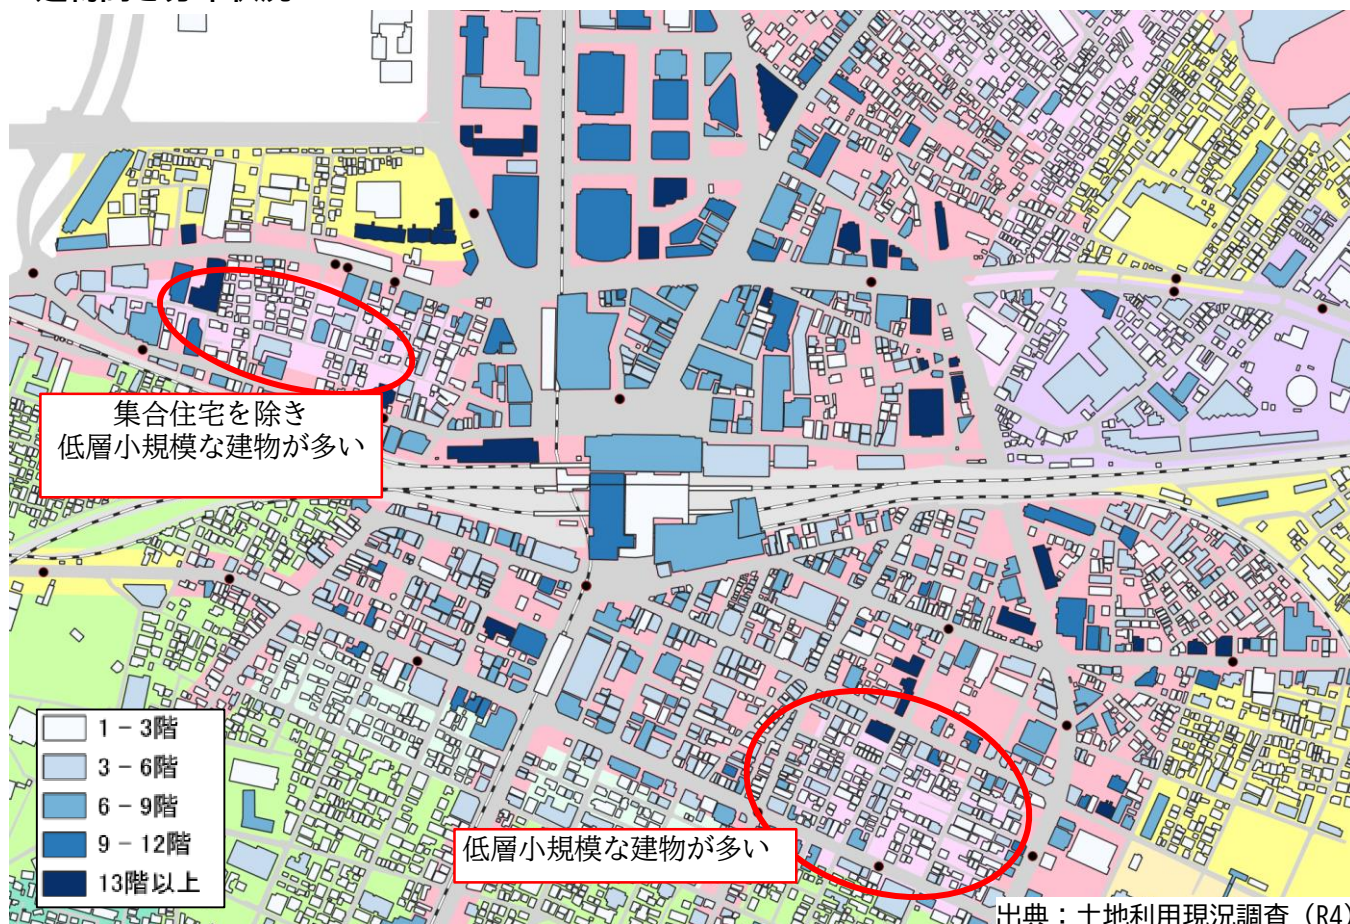 集合住宅を除き
低層小規模な建物が多い
1－3階
3－6階
6－9階
9－12階
13階以上
低層小規模な建物が多い
出典：土地利用現況調査（R4）